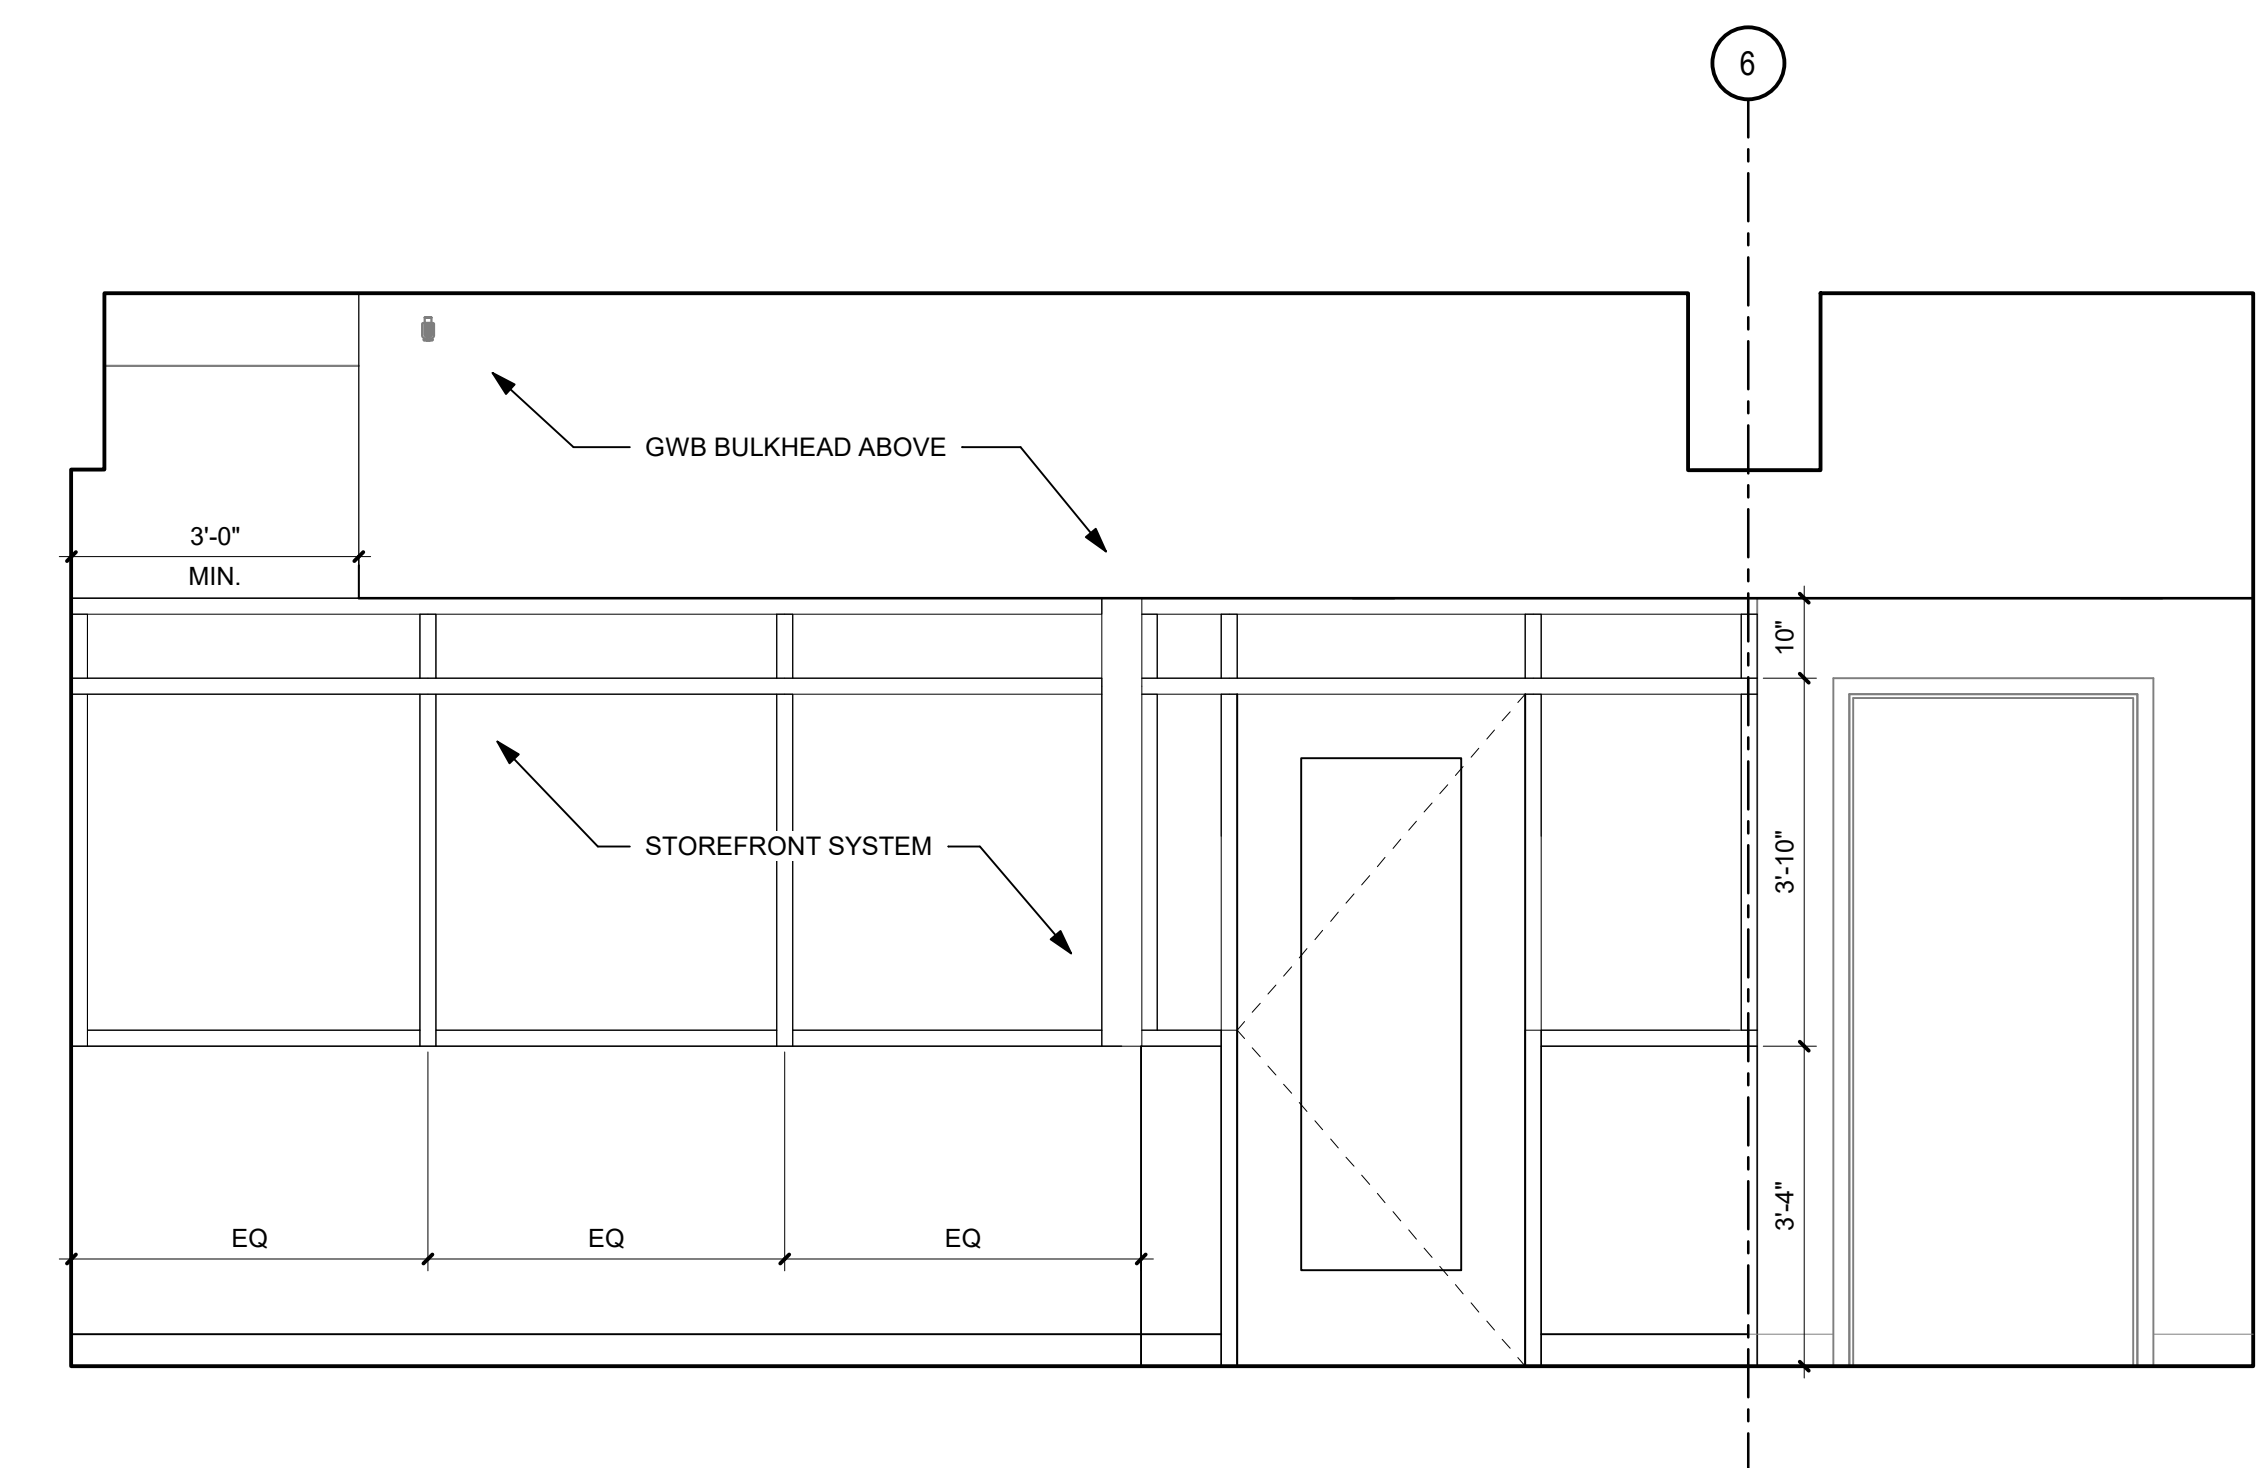 6
GWB BULKHEAD ABOVE
3'-0"
MIN.
10"
STOREFRONT SYSTEM
3'-10"
3'-4"
EQ
EQ
EQ